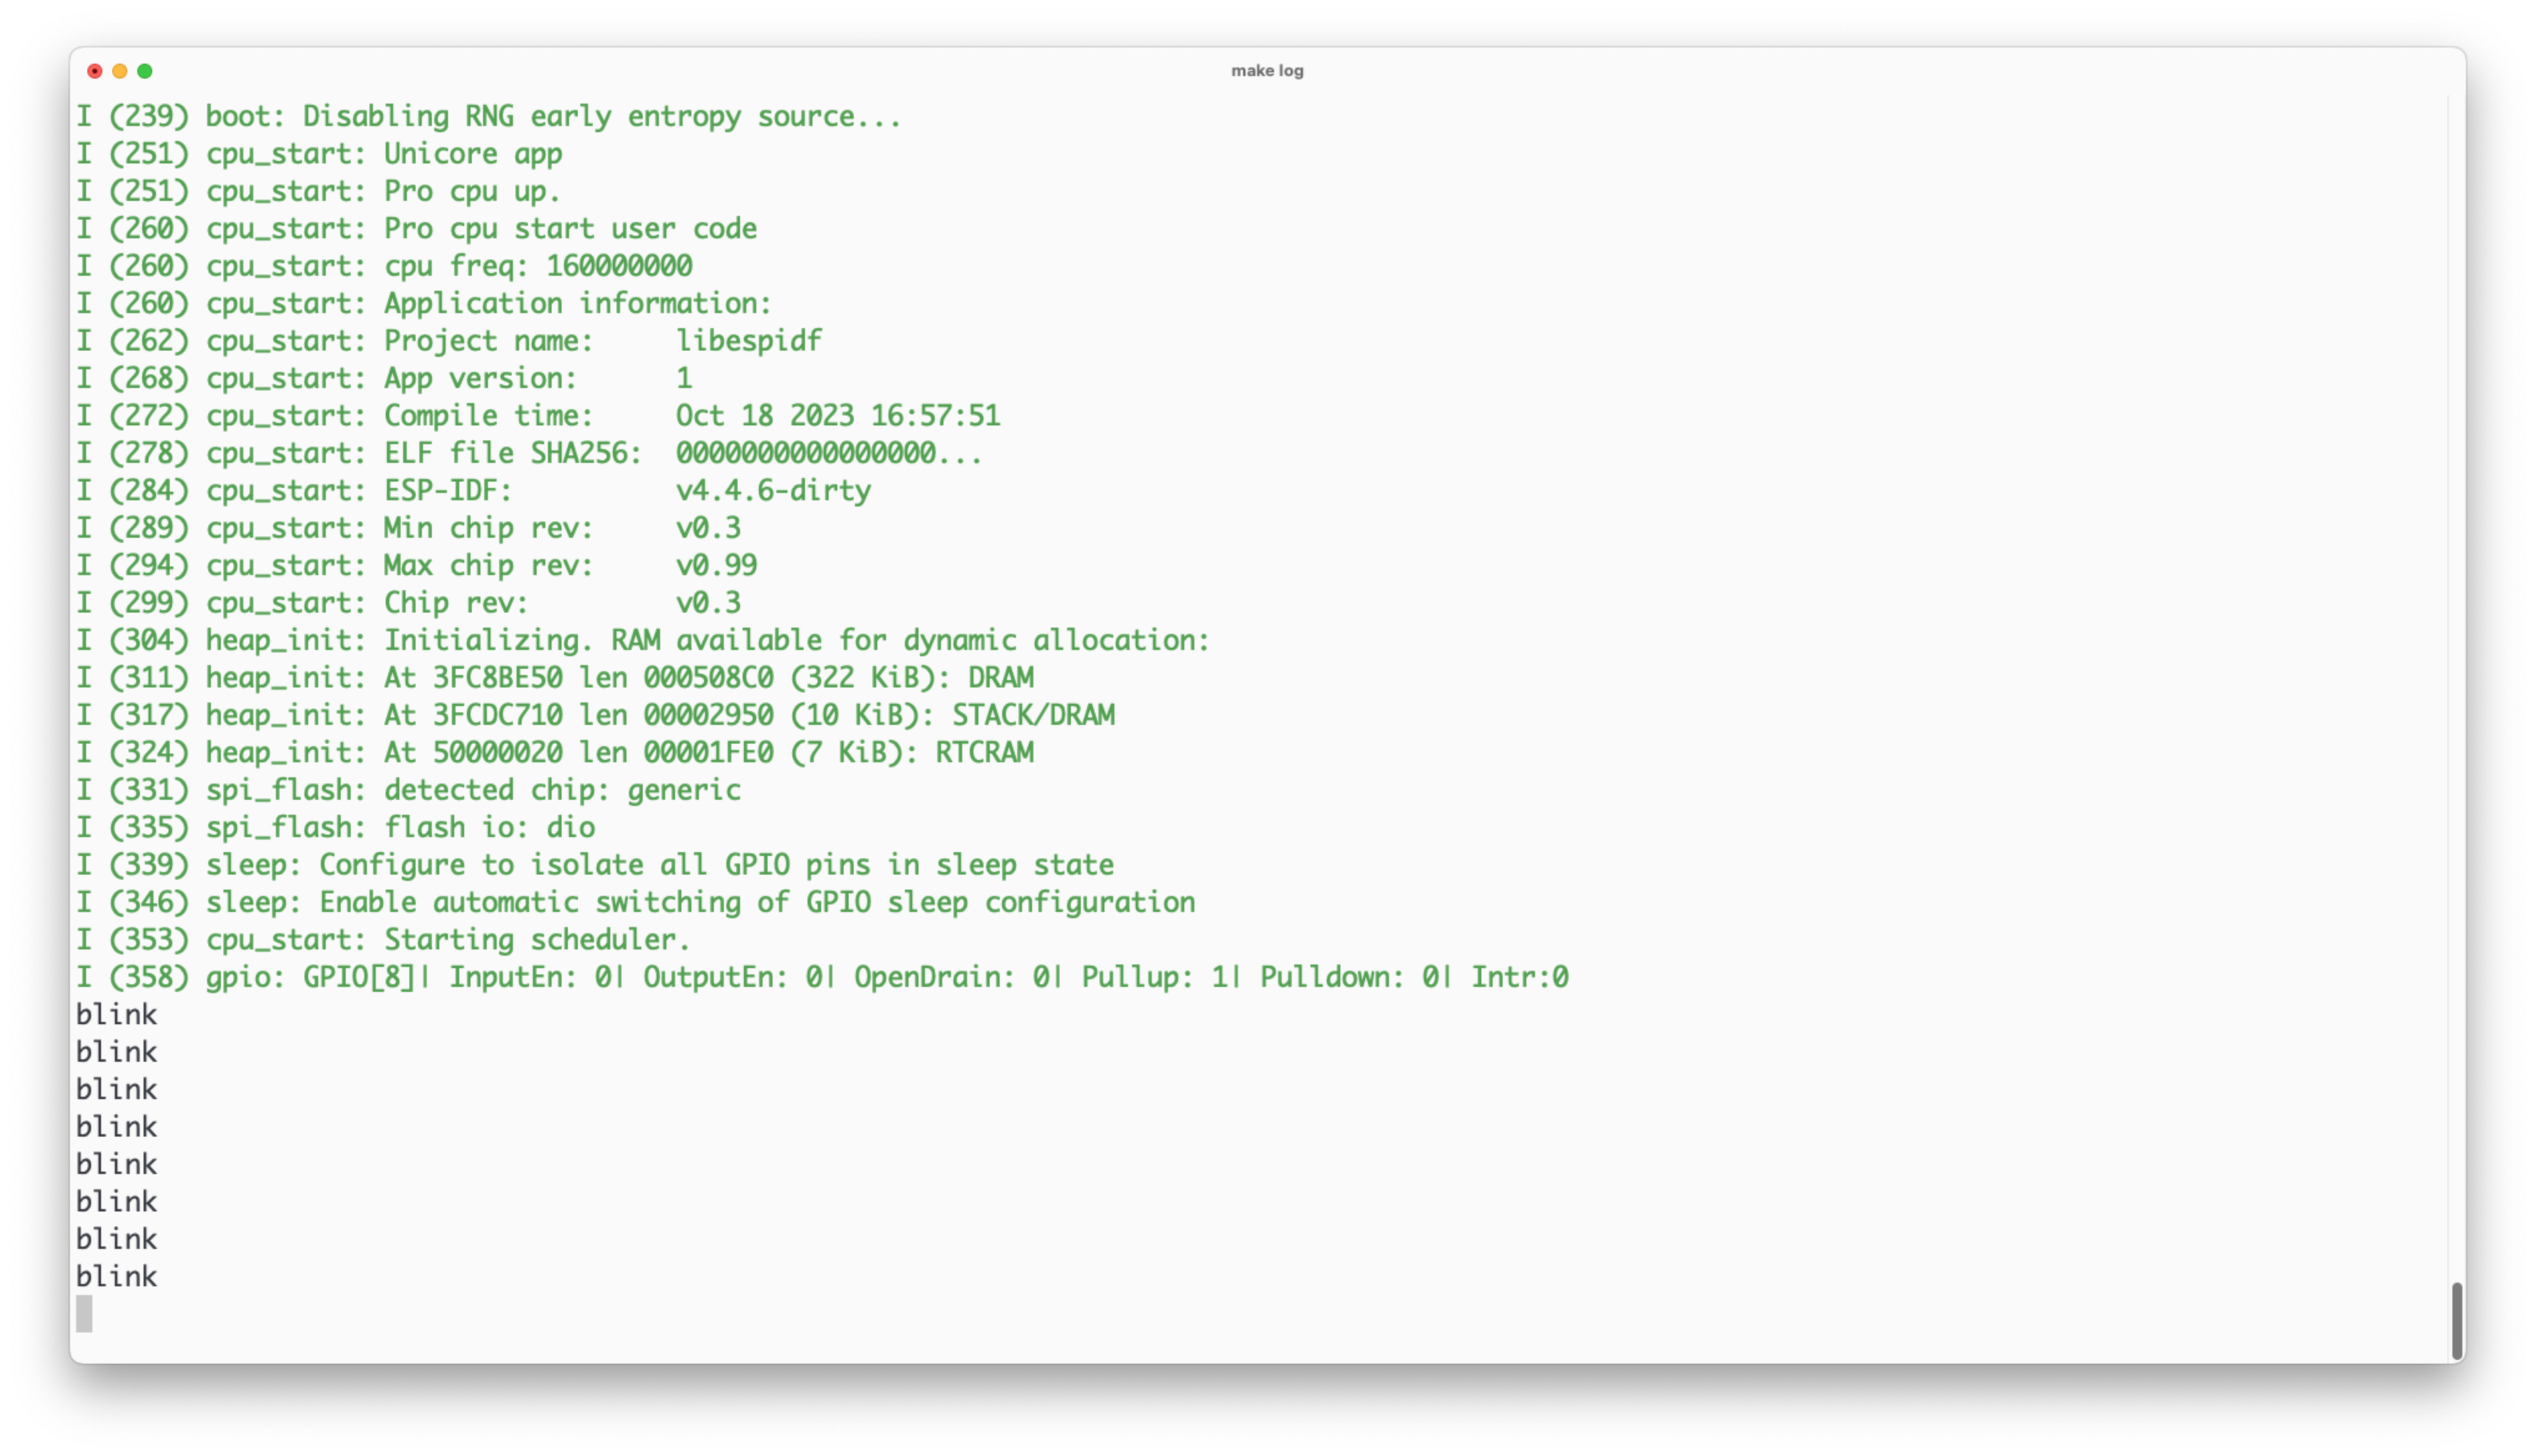 make log
I (239) boot: Disabling RNG early entropy source...
I (251) cpu_start: Unicore app
I (251) cpu_start: Pro cpu up.
I (260) cpu_start: Pro cpu start user code
I (260) cpu_start: cpu freq: 160000000
I (260) cpu_start: Application information:
I (262) cpu_start: Project name:     libespidf
I (268) cpu_start: App version:      1
I (272) cpu_start: Compile time:     Oct 18 2023 16:57:51
I (278) cpu_start: ELF file SHA256:  0000000000000000...
I (284) cpu_start: ESP-IDF:          v4.4.6-dirty
I (289) cpu_start: Min chip rev:     v0.3
I (294) cpu_start: Max chip rev:     v0.99
I (299) cpu_start: Chip rev:         v0.3
I (304) heap_init: Initializing. RAM available for dynamic allocation:
I (311) heap_init: At 3FC8BE50 len 000508C0 (322 KiB): DRAM
I (317) heap_init: At 3FCDC710 len 00002950 (10 KiB): STACK/DRAM
I (324) heap_init: At 50000020 len 00001FE0 (7 KiB): RTCRAM
I (331) spi_flash: detected chip: generic
I (335) spi_flash: flash io: dio
I (339) sleep: Configure to isolate all GPIO pins in sleep state
I (346) sleep: Enable automatic switching of GPIO sleep configuration
I (353) cpu_start: Starting scheduler.
I (358) gpio: GPIO[8]| InputEn: 0| OutputEn: 0| OpenDrain: 0| Pullup: 1| Pulldown: 0| Intr:0
blink
blink
blink
blink
blink
blink
blink
blink